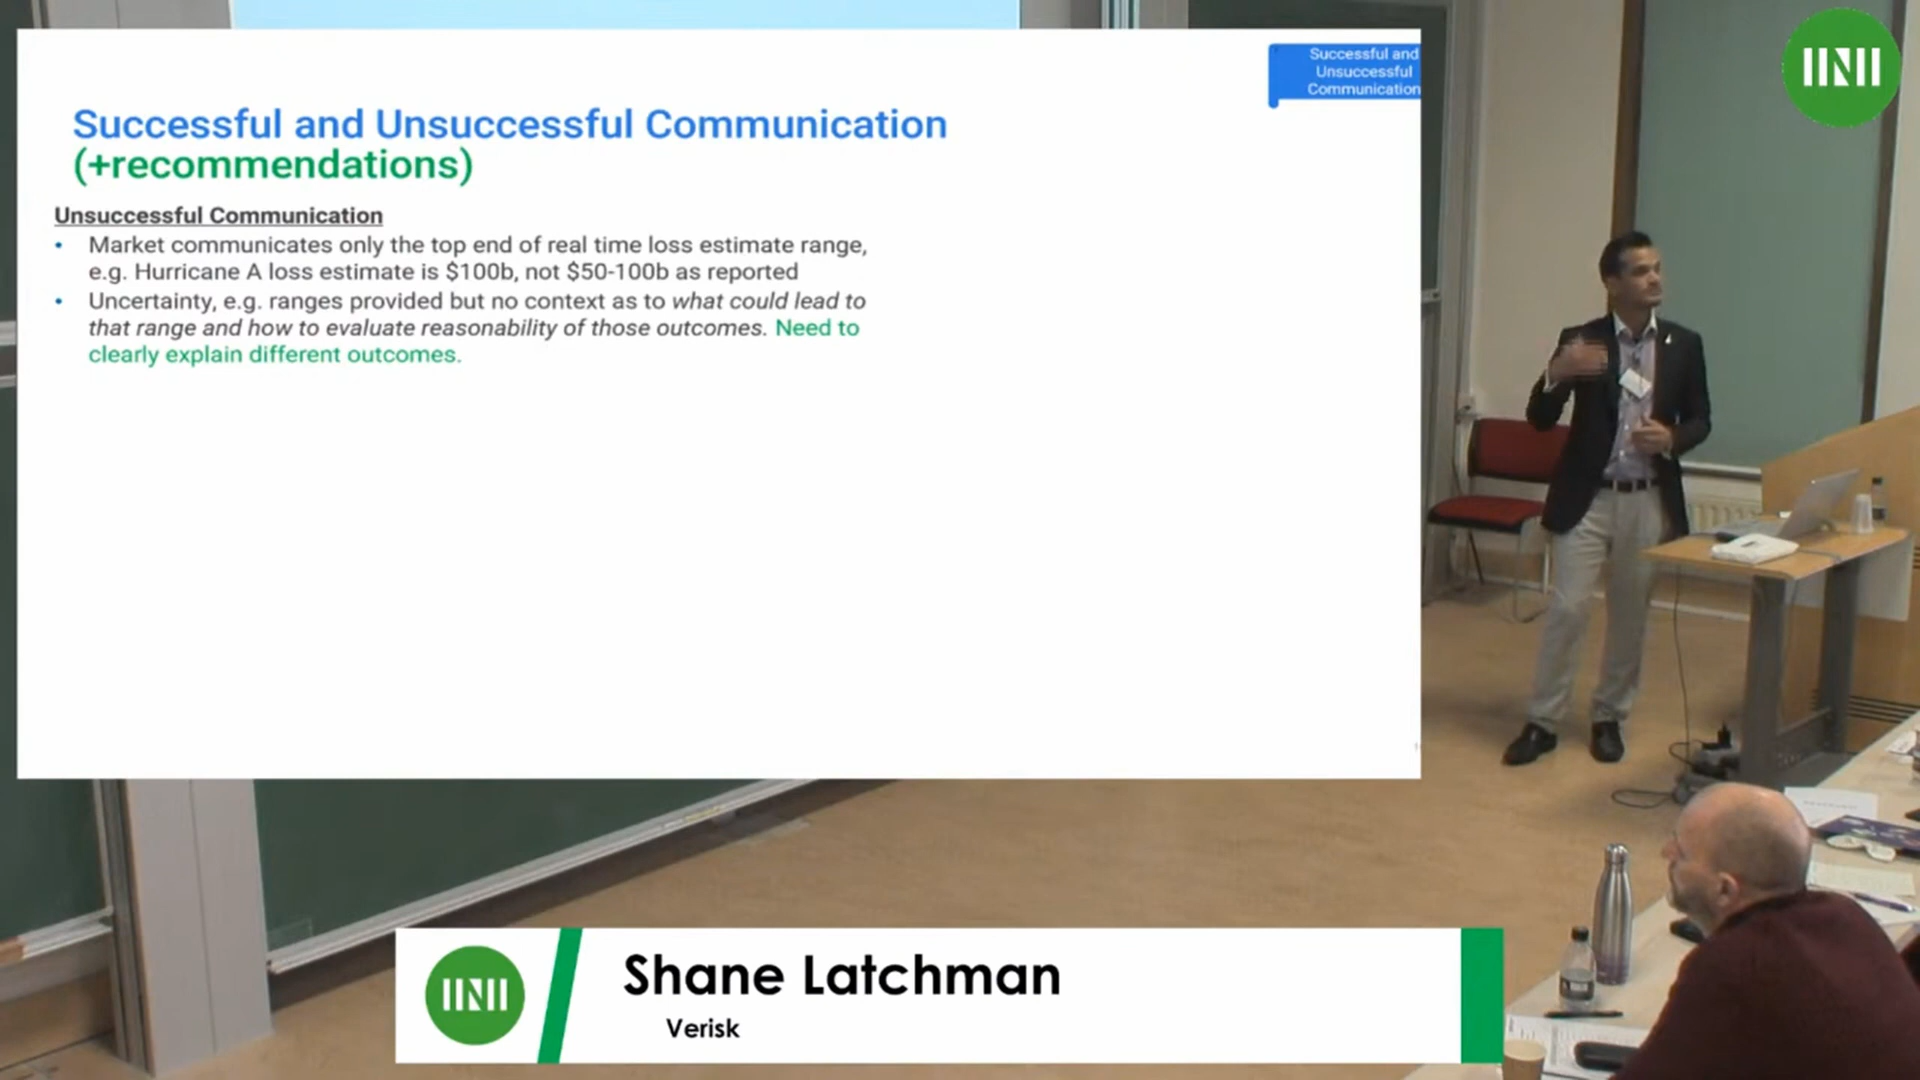 Successful and
Unsuccessful
Communication
Successful and Unsuccessful Communication
(+recommendations)
Unsuccessful Communication
• Market communicates only the top end of real time loss estimate range,
e.g. Hurricane A loss estimate is $100b, not $50-100b as reported
• Uncertainty, e.g. ranges provided but no context as to what could lead to
that range and how to evaluate reasonability of those outcomes. Need to
clearly explain different outcomes.
Shane Latchman
Verisk